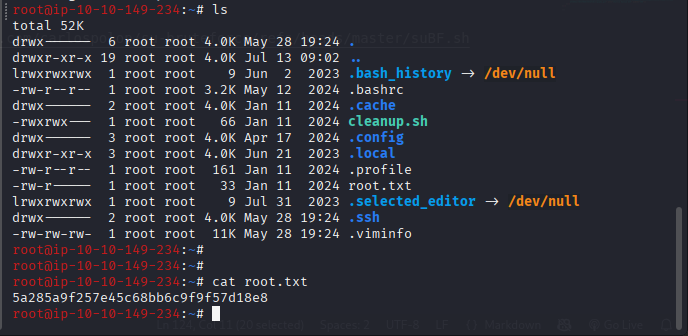 root@ip-10-10-149-234:~# ls
total 52K
drwx------  6 root root 4.0K May 28 19:24 .
drwxr-xr-x 19 root root 4.0K Jul 13 09:02 ..
lrwxrwxrwx  1 root root    9 Jun  2  2023 .bash_history -> /dev/null
-rw-r--r--  1 root root 3.2K May 12  2024 .bashrc
drwx------  2 root root 4.0K Jan 11  2024 .cache
-rwxrwx---  1 root root   66 Jan 11  2024 cleanup.sh
drwx------  3 root root 4.0K Apr 17  2024 .config
drwxr-xr-x  3 root root 4.0K Jun 21  2023 .local
-rw-r--r--  1 root root  161 Jan 11  2024 .profile
-rw-r-----  1 root root   33 Jan 11  2024 root.txt
lrwxrwxrwx  1 root root    9 Jul 31  2023 .selected_editor -> /dev/null
drwx------  2 root root 4.0K May 28 19:24 .ssh
-rw-rw-rw-  1 root root  11K May 28 19:24 .viminfo
root@ip-10-10-149-234:~#
root@ip-10-10-149-234:~#
root@ip-10-10-149-234:~# cat root.txt
5a285a9f257e45c68bb6c9f9f57d18e8
root@ip-10-10-149-234:~#